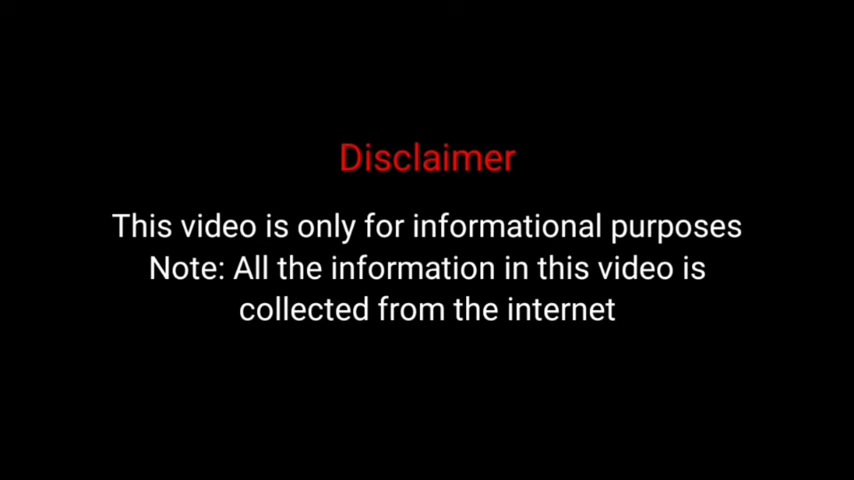 Disclaimer
This video is only for informational purposes
Note: All the information in this video is
collected from the internet